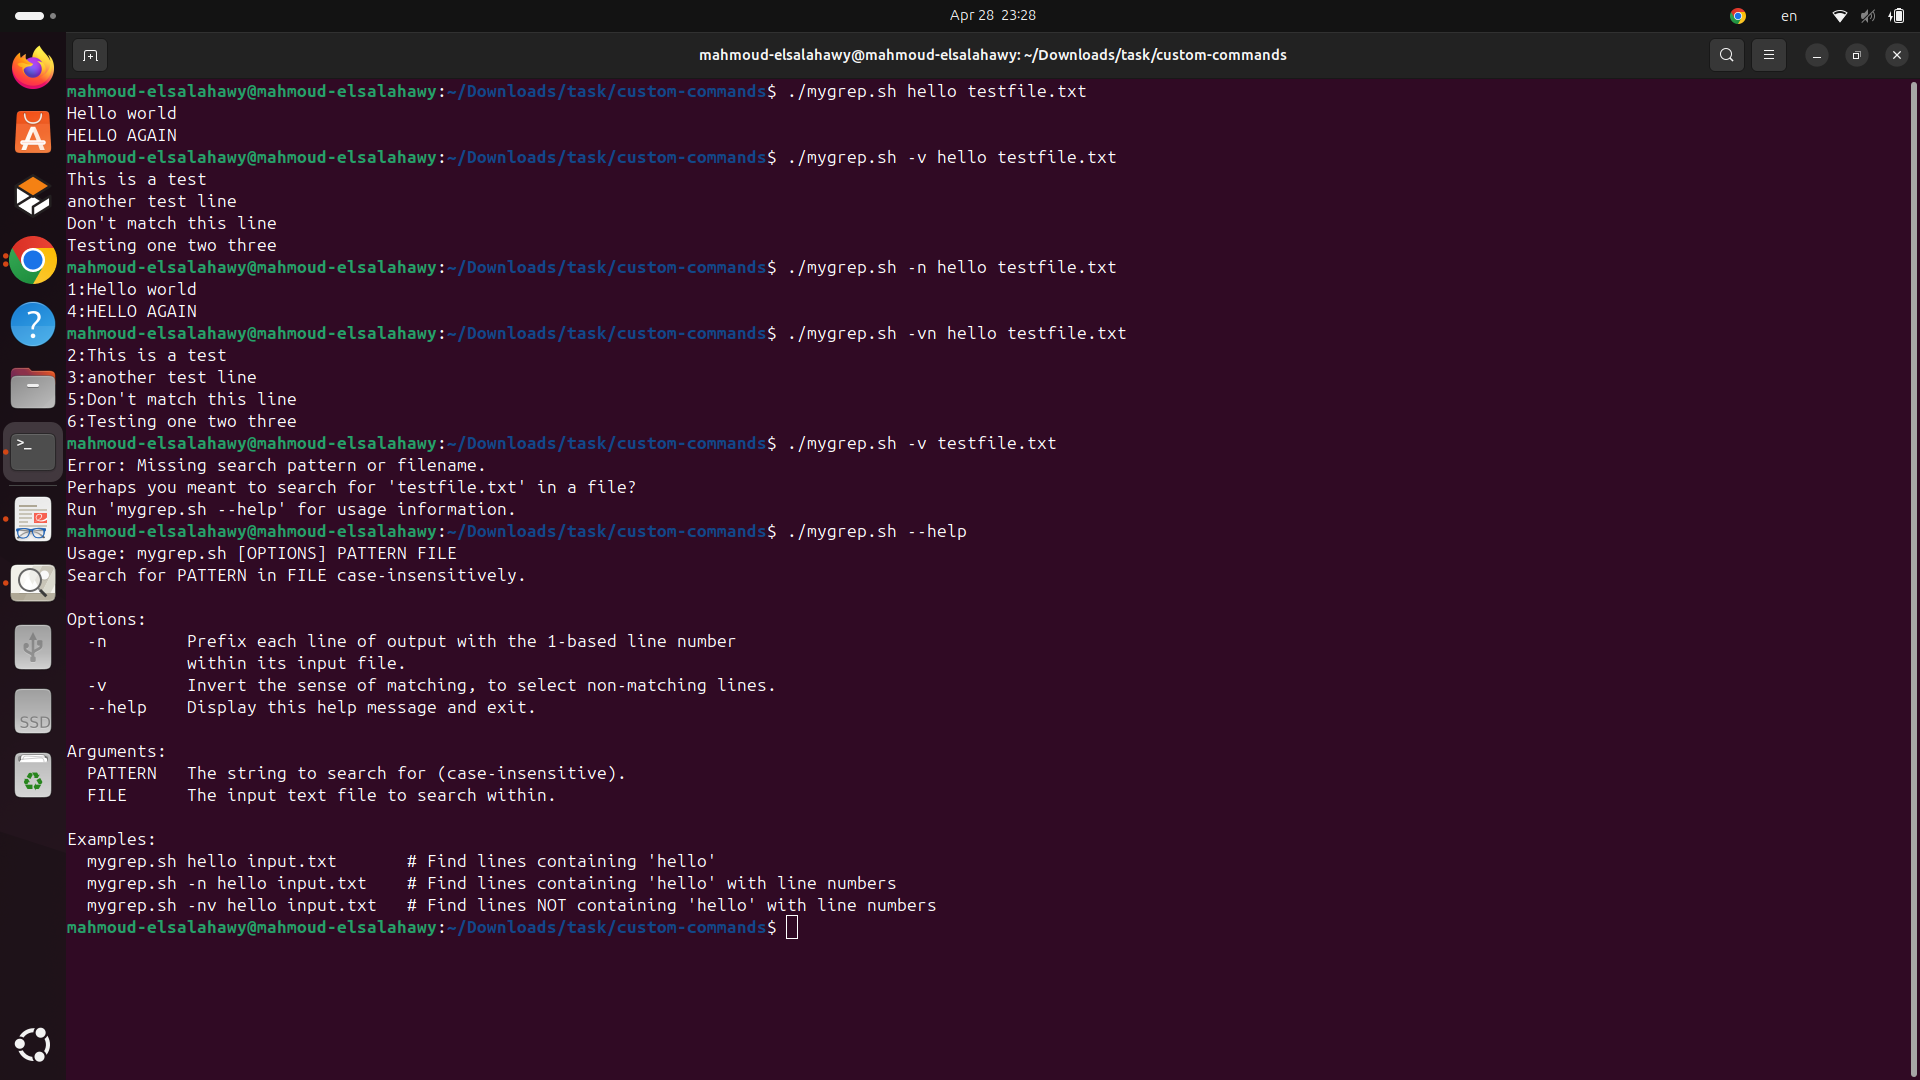 Apr 28  23:28
en
mahmoud-elsalahawy@mahmoud-elsalahawy: ~/Downloads/task/custom-commands
mahmoud-elsalahawy@mahmoud-elsalahawy:~/Downloads/task/custom-commands$ ./mygrep.sh hello testfile.txt
Hello world
HELLO AGAIN
mahmoud-elsalahawy@mahmoud-elsalahawy:~/Downloads/task/custom-commands$ ./mygrep.sh -v hello testfile.txt
This is a test
another test line
Don't match this line
Testing one two three
mahmoud-elsalahawy@mahmoud-elsalahawy:~/Downloads/task/custom-commands$ ./mygrep.sh -n hello testfile.txt
1:Hello world
4:HELLO AGAIN
mahmoud-elsalahawy@mahmoud-elsalahawy:~/Downloads/task/custom-commands$ ./mygrep.sh -vn hello testfile.txt
2:This is a test
3:another test line
5:Don't match this line
6:Testing one two three
mahmoud-elsalahawy@mahmoud-elsalahawy:~/Downloads/task/custom-commands$ ./mygrep.sh -v testfile.txt
Error: Missing search pattern or filename.
Perhaps you meant to search for 'testfile.txt' in a file?
Run 'mygrep.sh --help' for usage information.
mahmoud-elsalahawy@mahmoud-elsalahawy:~/Downloads/task/custom-commands$ ./mygrep.sh --help
Usage: mygrep.sh [OPTIONS] PATTERN FILE
Search for PATTERN in FILE case-insensitively.

Options:
  -n        Prefix each line of output with the 1-based line number
            within its input file.
  -v        Invert the sense of matching, to select non-matching lines.
  --help    Display this help message and exit.

Arguments:
  PATTERN   The string to search for (case-insensitive).
  FILE      The input text file to search within.

Examples:
  mygrep.sh hello input.txt       # Find lines containing 'hello'
  mygrep.sh -n hello input.txt    # Find lines containing 'hello' with line numbers
  mygrep.sh -nv hello input.txt   # Find lines NOT containing 'hello' with line numbers
mahmoud-elsalahawy@mahmoud-elsalahawy:~/Downloads/task/custom-commands$
SSD